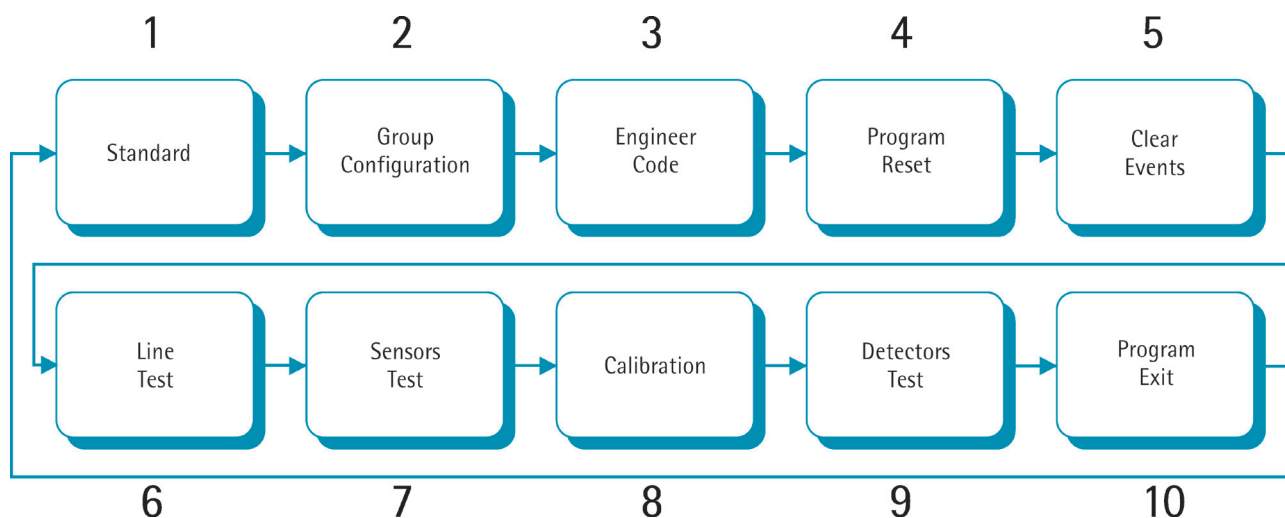 1 2 3 4 5
Standard
Group
Configuration
Engineer
Code
Program
Reset
Clear
Events
Line
Test
Sensors
Test
Calibration
Detectors
Test
Program
Exit
6 7 8 9 10